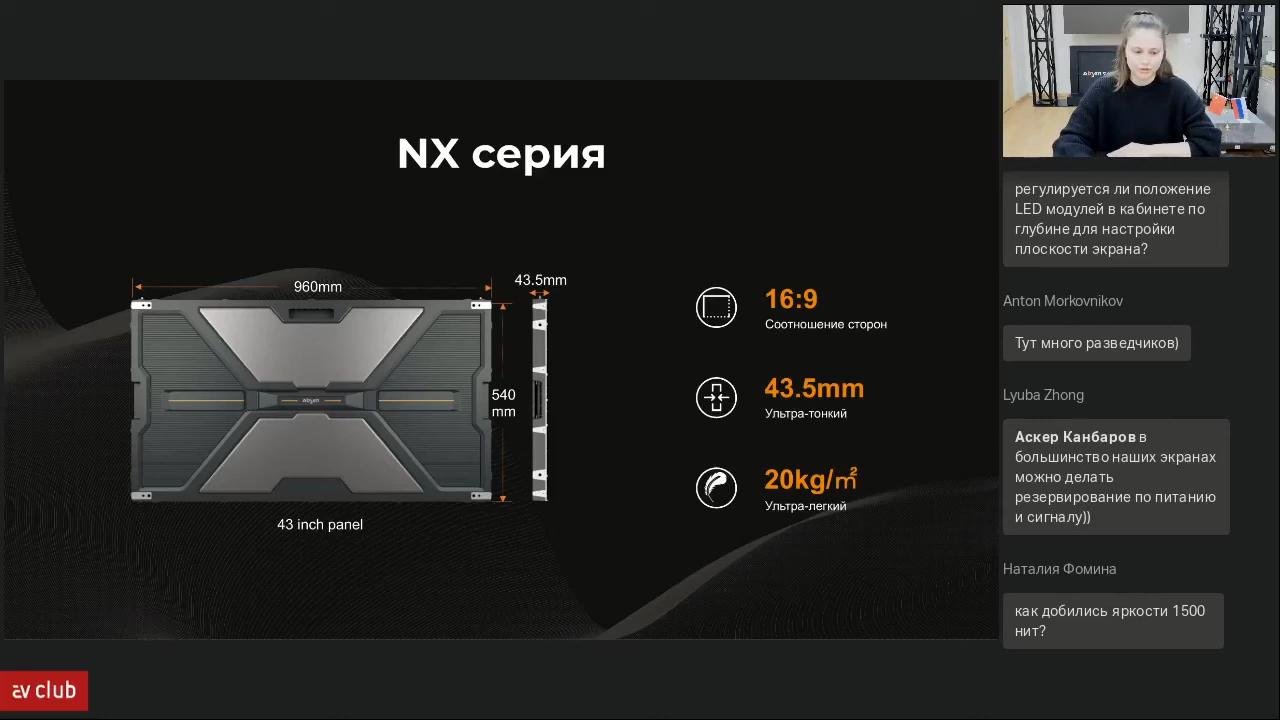 NX серия
960mm
43.5mm
540
mm
Absen
43 inch panel
16:9
Соотношение сторон
43.5mm
Ультра-тонкий
20kg/㎡
Ультра-легкий
Absen
регулируется ли положение
LED модулей в кабинете по
глубине для настройки
плоскости экрана?
Anton Morkovnikov
Тут много разведчиков)
Lyuba Zhong
Аскер Канбаров в
большинство наших экранах
можно делать
резервирование по питанию
и сигналу))
Наталия Фомина
как добились яркости 1500
нит?
av club